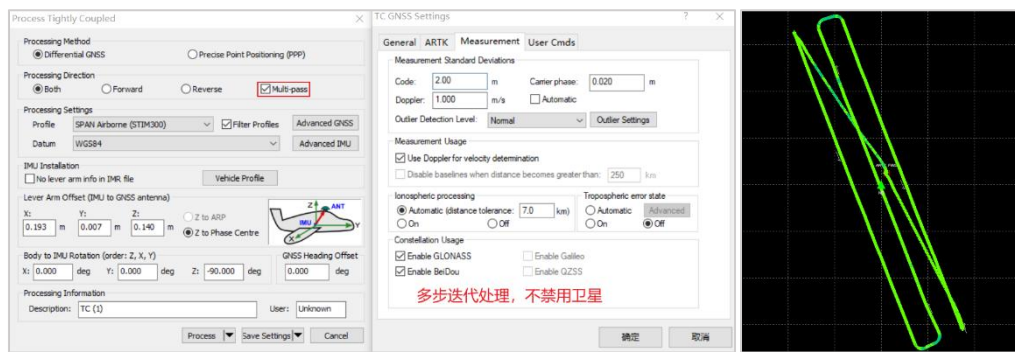 Process Tightly Coupled
Processing Method
Differential GNSS
Precise Point Positioning (PPP)
Processing Direction
Both
Forward
Reverse
Multi-pass
Processing Settings
Profile
SPAN Airborne (STIM300)
Filter Profiles
Advanced GNSS
Datum
WGS84
Advanced IMU
IMU Installation
No lever arm info in IMR file
Vehicle Profile
Lever Arm Offset (IMU to GNSS antenna)
X:
Y:
Z:
0.193 m
0.007 m
0.140 m
Z to ARP
Z to Phase Centre
Z
ANT
IMU
Y
X
Body to IMU Rotation (order: Z, X, Y)
X: 0.000 deg
Y: 0.000 deg
Z: -90.000 deg
GNSS Heading Offset
0.000 deg
Processing Information
Description: TC (1)
User: Unknown
Process
Save Settings
Cancel
TC GNSS Settings
?
General
ARTK
Measurement
User Cmds
Measurement Standard Deviations
Code: 2.00 m
Carrier phase: 0.020 m
Doppler: 1.000 m/s
Automatic
Outlier Detection Level: Normal
Outlier Settings
Measurement Usage
Use Doppler for velocity determination
Disable baselines when distance becomes greater than: 250 km
Ionospheric processing
Automatic (distance tolerance: 7.0 km)
On
Off
Tropospheric error state
Automatic
Advanced
On
Off
Constellation Usage
Enable GLONASS
Enable Galileo
Enable BeiDou
Enable QZSS
多步迭代处理，不禁用卫星
确定
取消